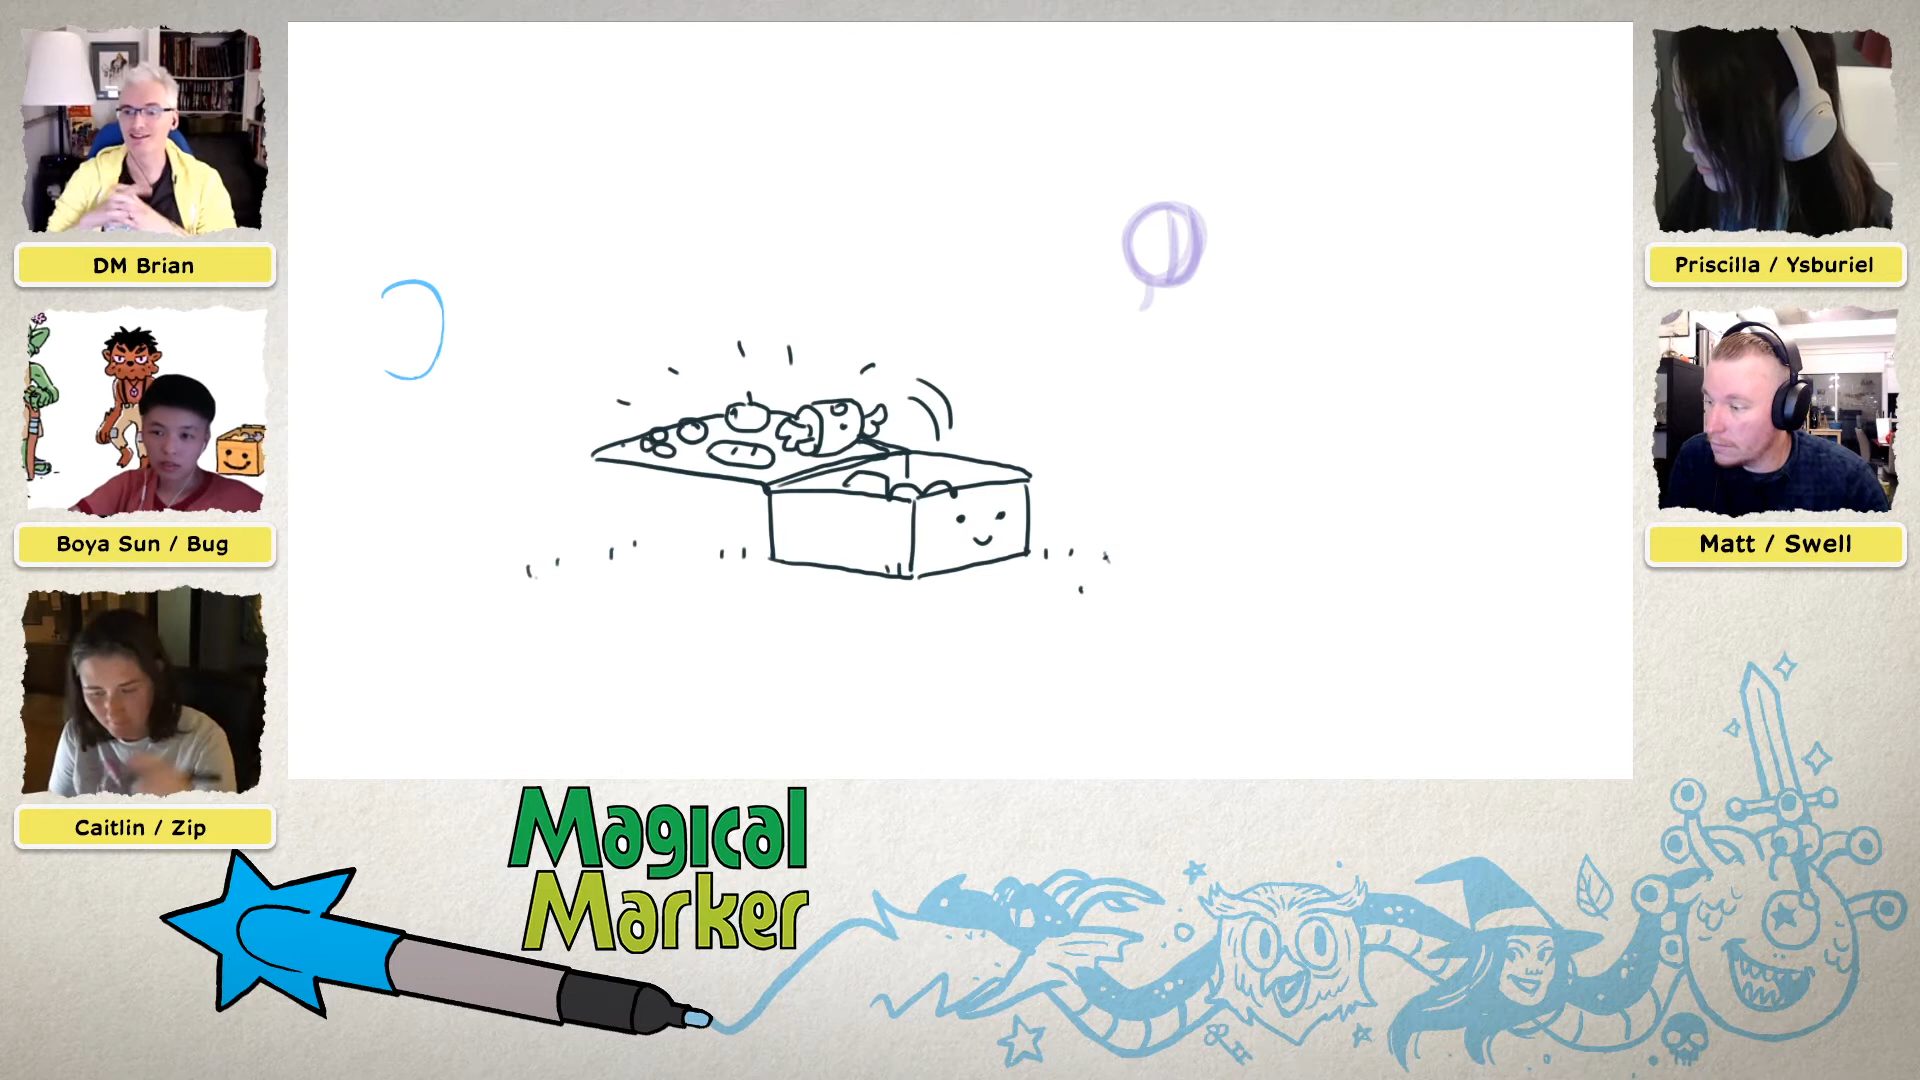 DM Brian
Boya Sun / Bug
Caitlin / Zip
Priscilla / Ysburiel
Matt / Swell
Magical
Marker